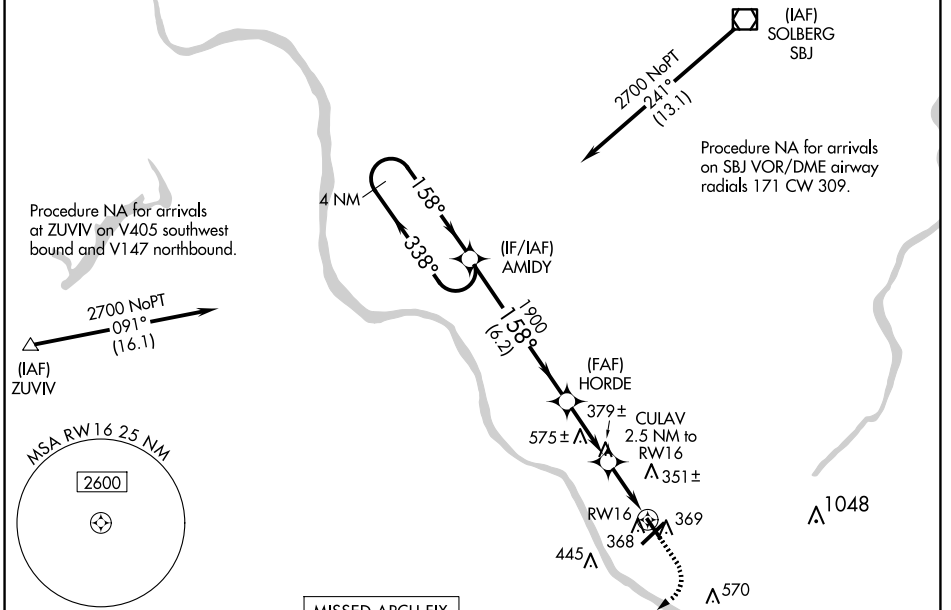 (IAF)
SOLBERG
SBJ
2700 NoPT
241°
(13.1)
Procedure NA for arrivals
on SBJ VOR/DME airway
radials 171 CW 309.
4 NM
158°
338°
(IF/IAF)
AMIDY
Procedure NA for arrivals
at ZUVIV on V405 southwest
bound and V147 northbound.
2700 NoPT
091°
(16.1)
(IAF)
ZUVIV
1900
158°
(6.2)
(FAF)
HORDE
379±
575±
CULAV
2.5 NM to
RW16
351±
MSA RW16 25 NM
2600
RW16
369
368
1048
445
570
MISSED APCH FIX